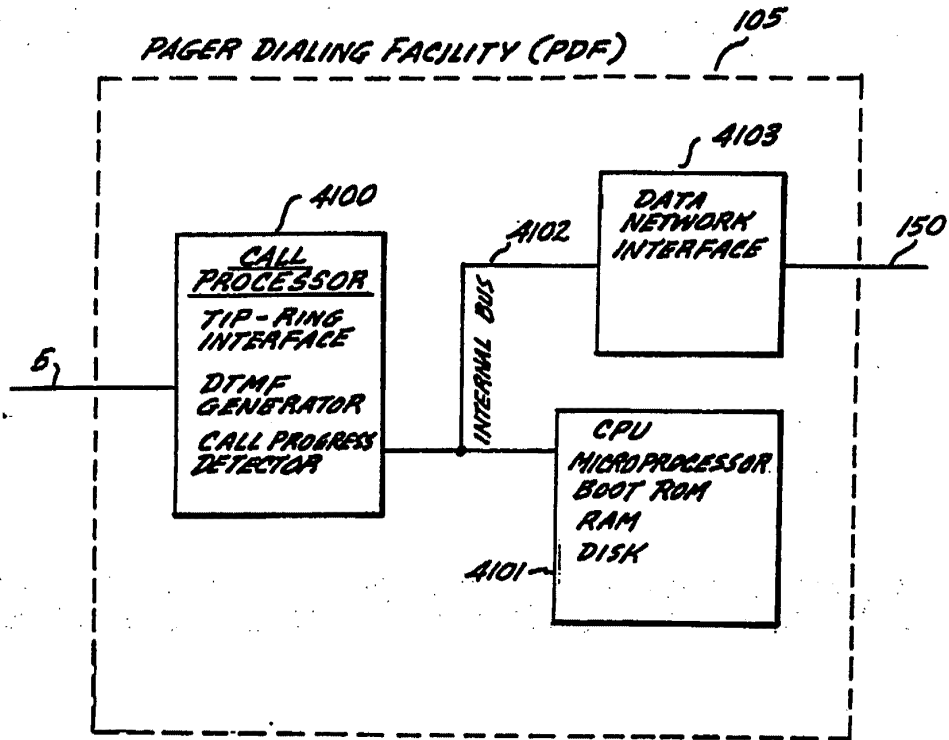 PAGER DIALING FACILITY (PDF)
105
4103
4100
DATA
NETWORK
INTERFACE
150
4102
CALL
PROCESSOR
TIP-RING
INTERFACE
DTMF
GENERATOR
CALL PROGRESS
DETECTOR
5
INTERNAL BUS
CPU
MICROPROCESSOR
BOOT ROM
RAM
DISK
4101